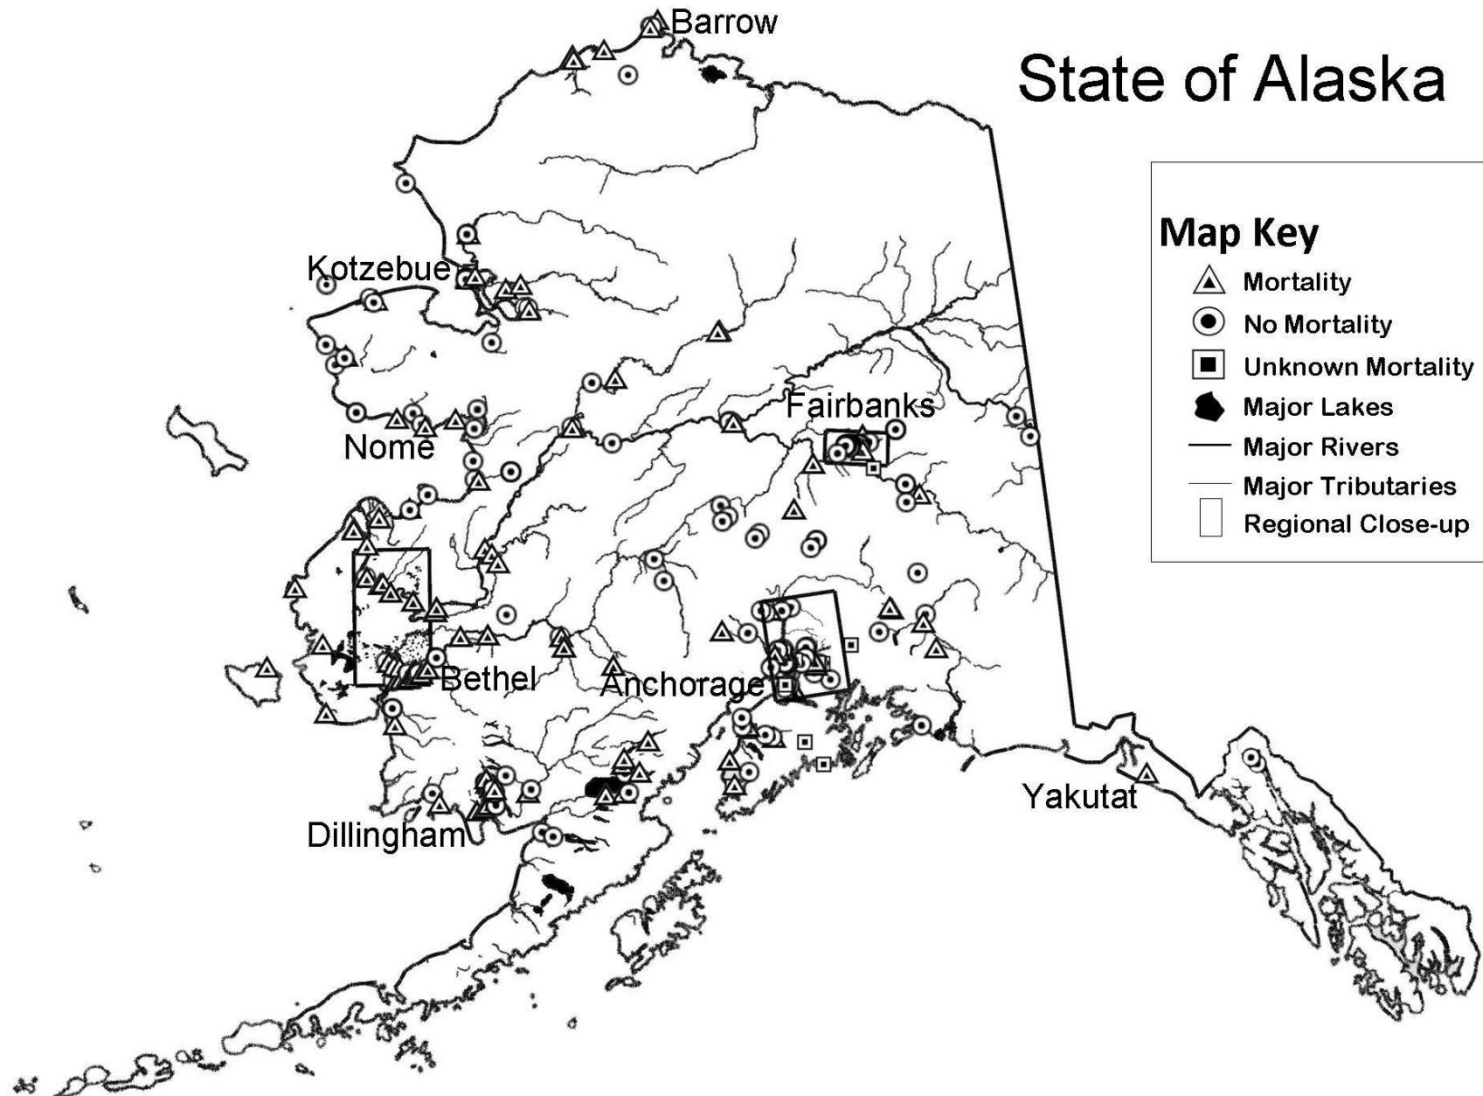 Barrow
State of Alaska
Map Key
Mortality
No Mortality
Unknown Mortality
Major Lakes
Major Rivers
Major Tributaries
Regional Close-up
Kotzebue
Fairbanks
Nome
Bethel
Anchorage
Yakutat
Dillingham